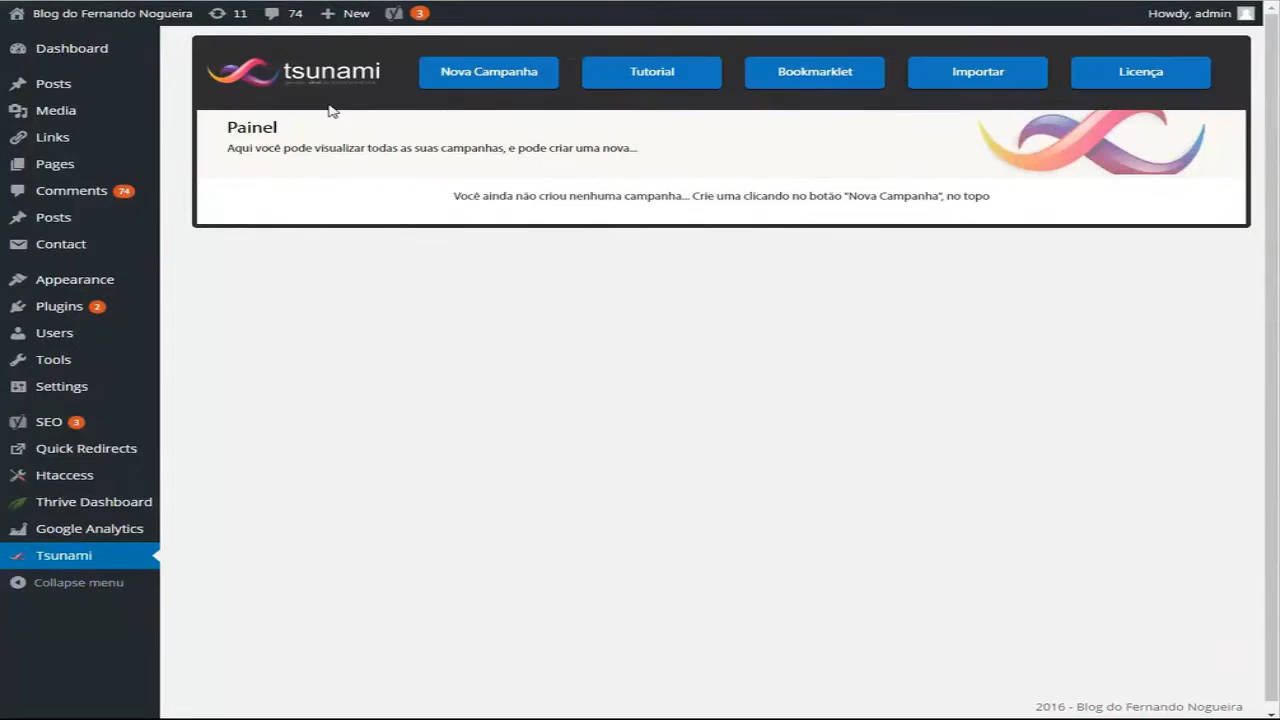 Blog do Fernando Nogueira 11 74 New 3 Howdy, admin
Dashboard
Posts
Media
Links
Pages
Comments 74
Posts
Contact
Appearance
Plugins 2
Users
Tools
Settings
SEO 3
Quick Redirects
Htaccess
Thrive Dashboard
Google Analytics
Tsunami
Collapse menu
tsunami
Nova Campanha Tutorial Bookmarklet Importar Licença
Painel
Aqui você pode visualizar todas as suas campanhas, e pode criar uma nova...
Você ainda não criou nenhuma campanha... Crie uma clicando no botão "Nova Campanha", no topo
2016 - Blog do Fernando Nogueira